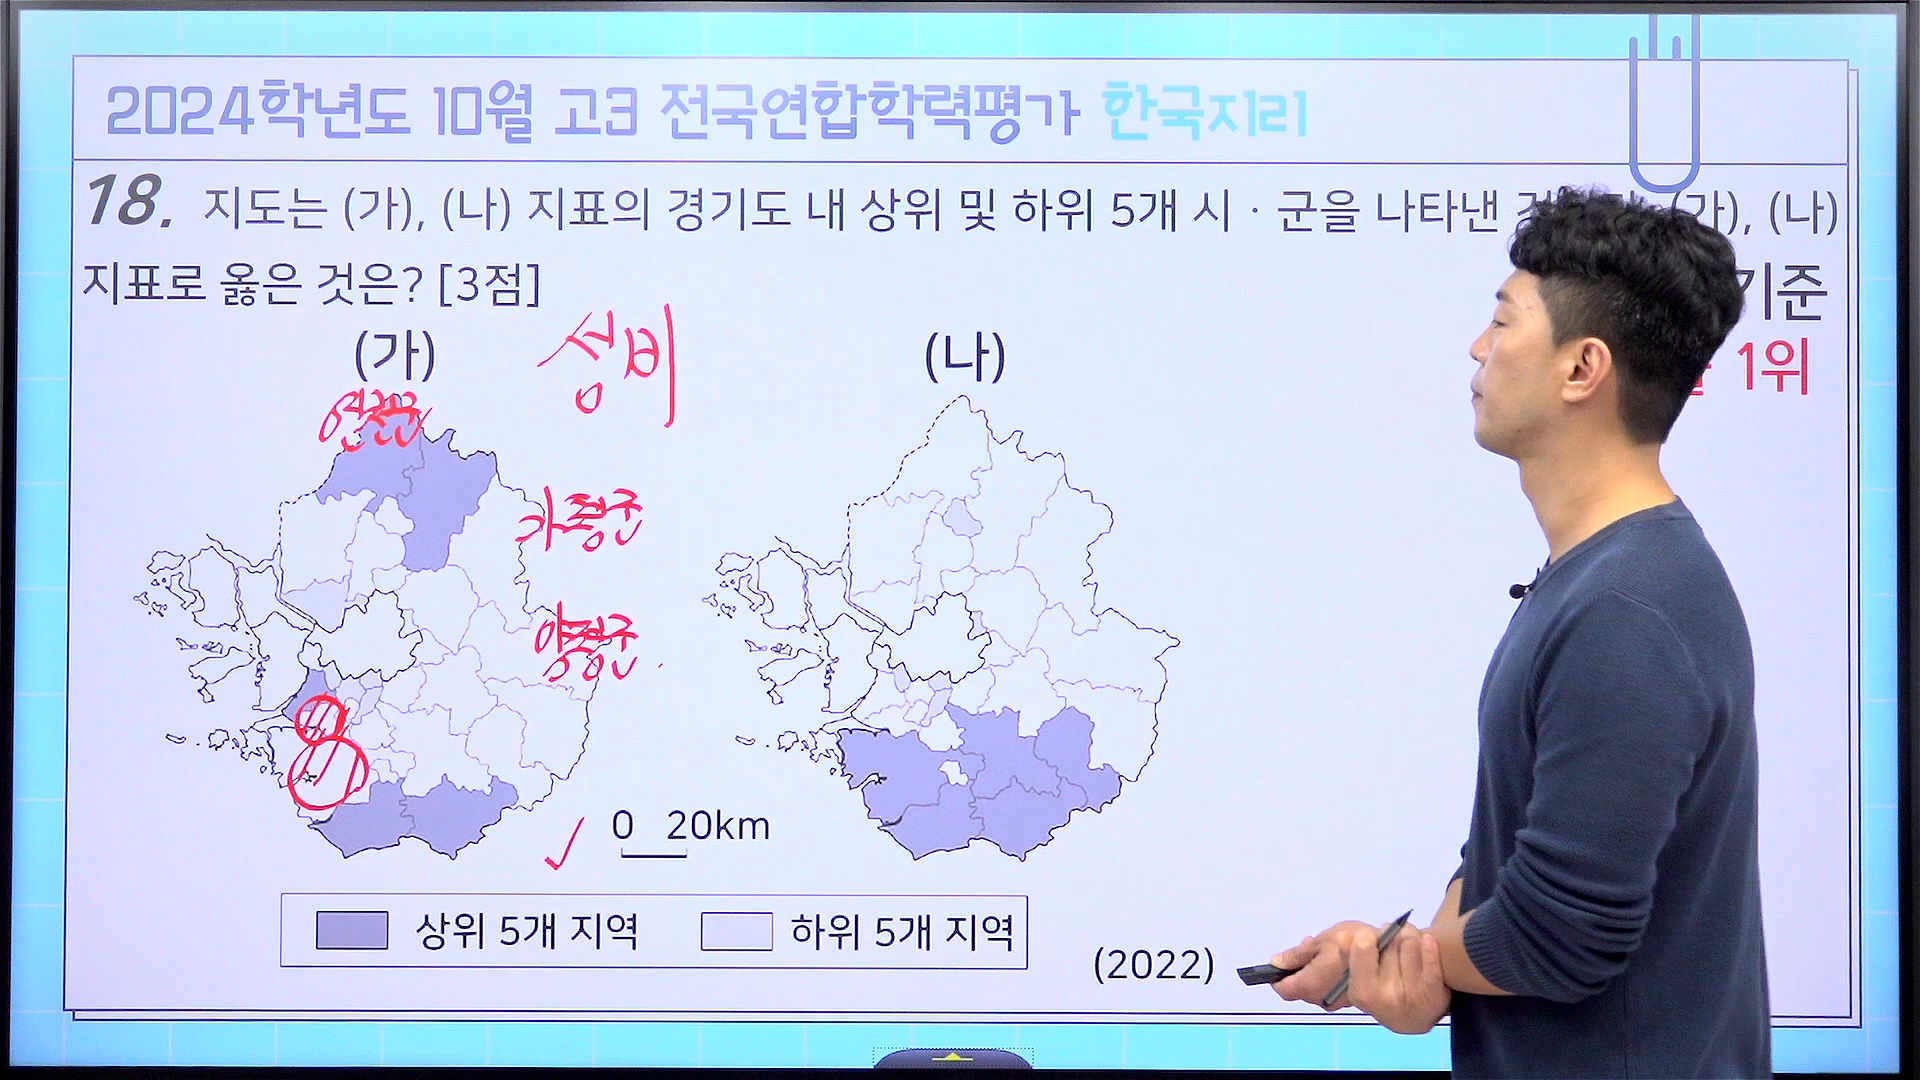 2024학년도 10월 고3 전국연합학력평가 한국지리
18. 지도는 (가), (나) 지표의 경기도 내 상위 및 하위 5개 시·군을 나타낸 (가), (나)
지표로 옳은 것은? [3점]
기준
1위
(가)
성비
(나)
연천군
가평군
양평군
0 20km
상위 5개 지역
하위 5개 지역
(2022)